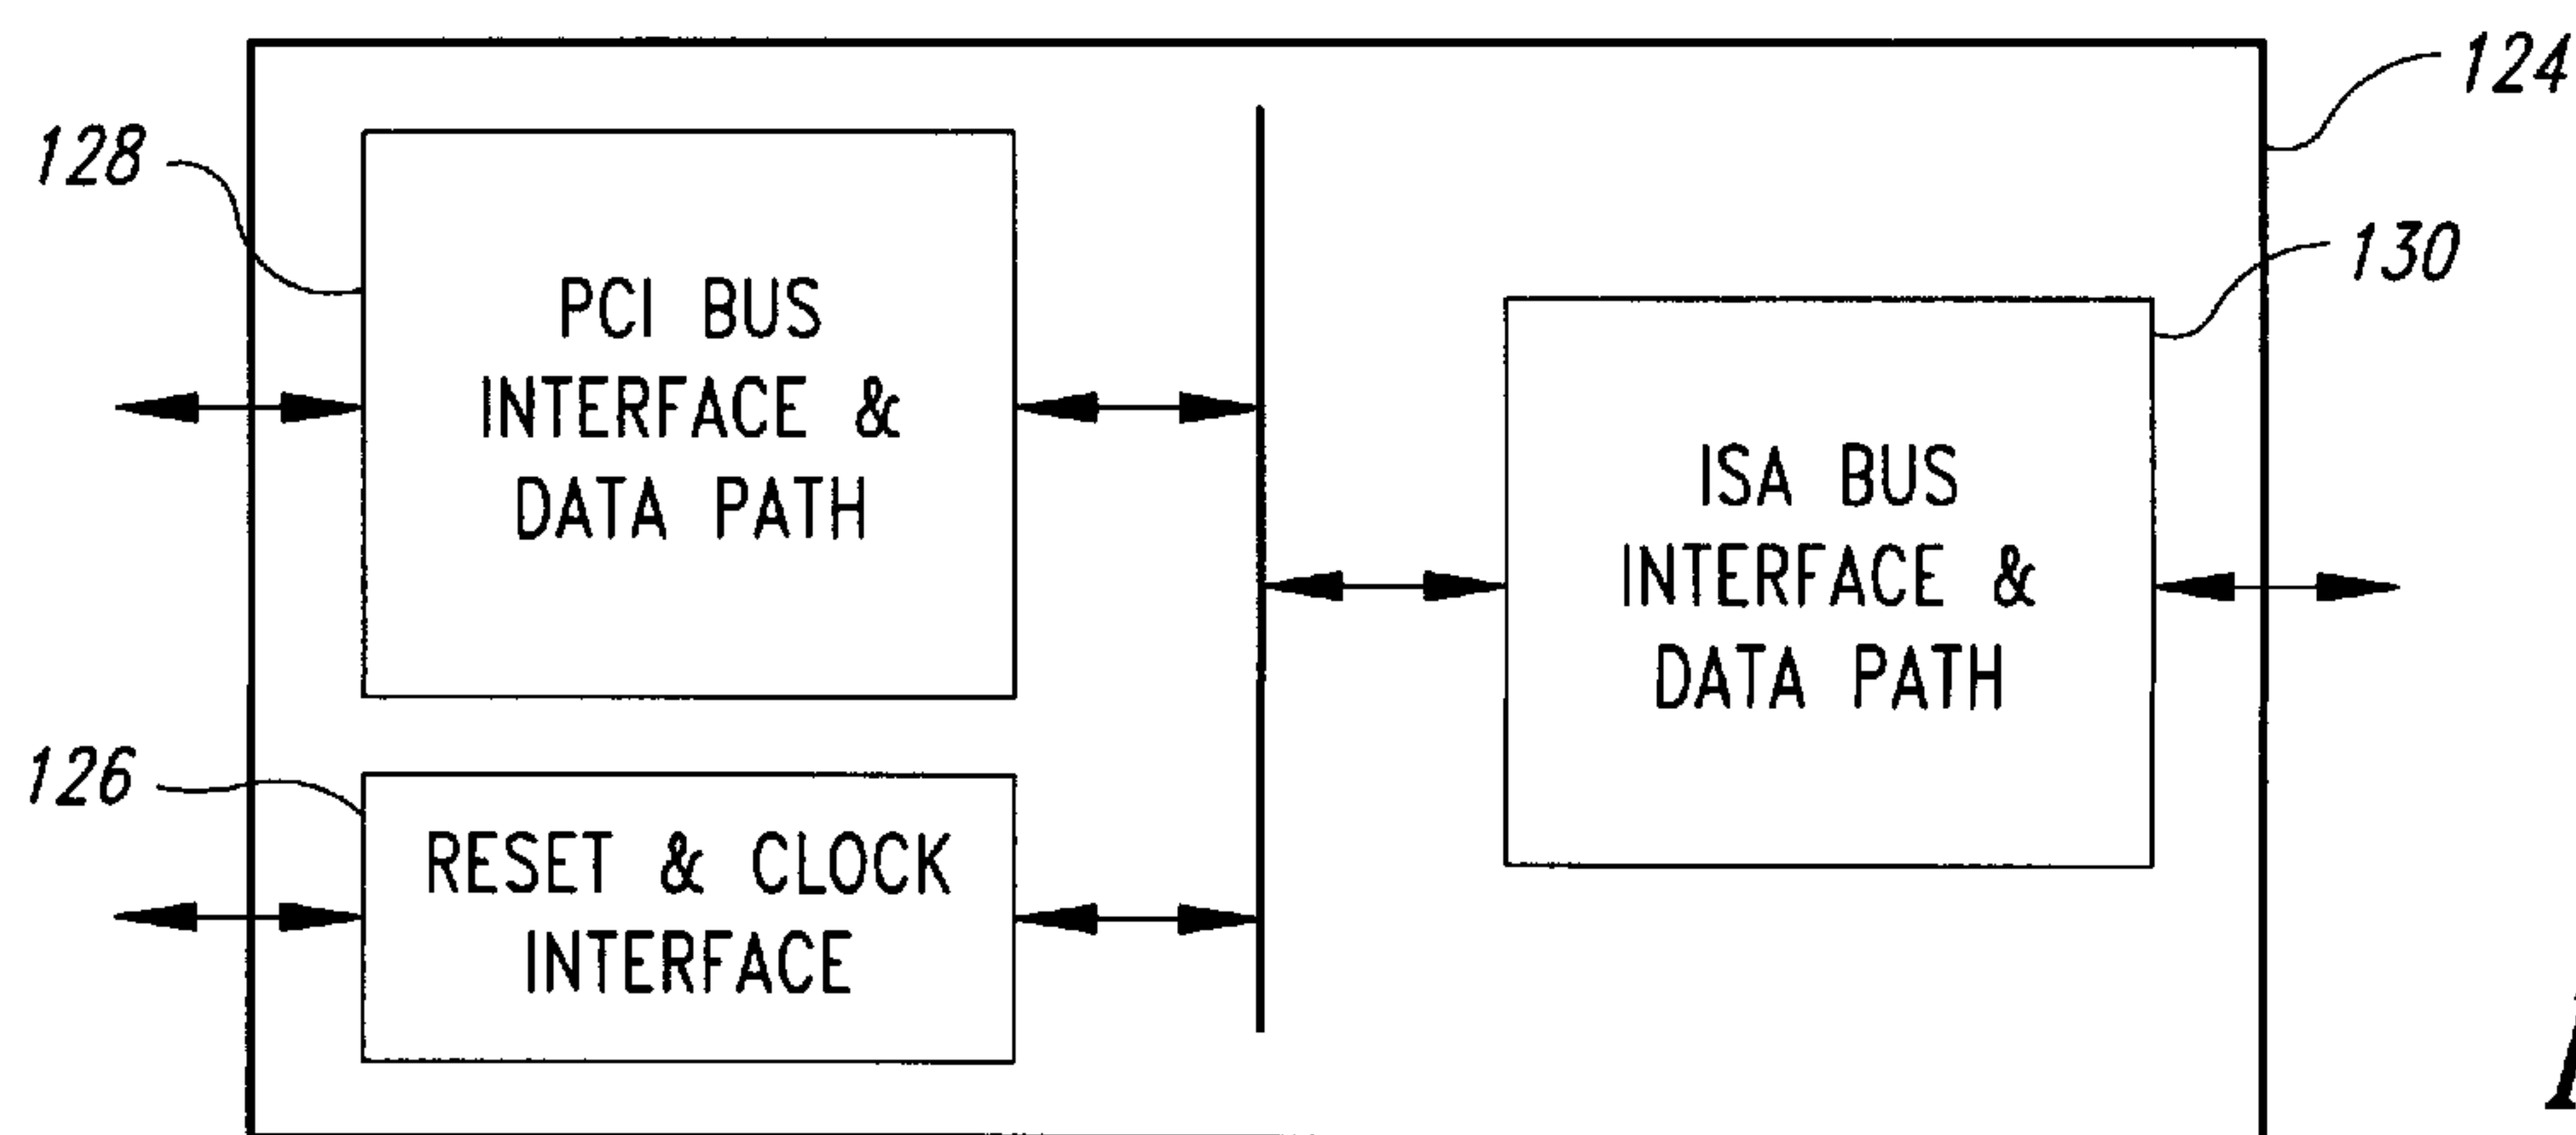 124
128
130
PCI BUS
INTERFACE &
DATA PATH
ISA BUS
INTERFACE &
DATA PATH
126
RESET & CLOCK
INTERFACE